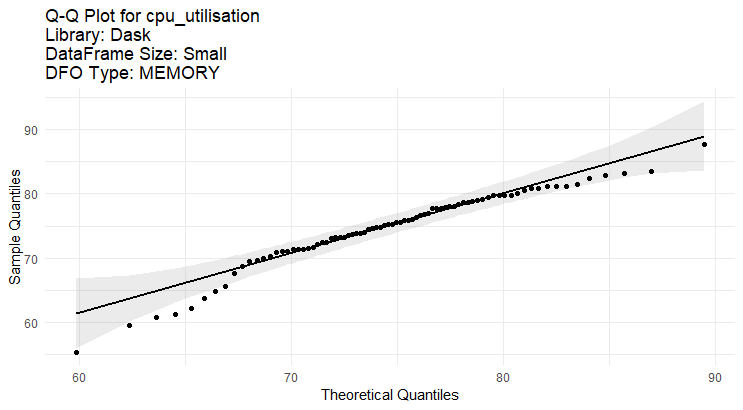 Q-Q Plot for cpu_utilisation
Library: Dask
DataFrame Size: Small
DFO Type: MEMORY
90
80
70
60
Sample Quantiles
60 70 80 90
Theoretical Quantiles